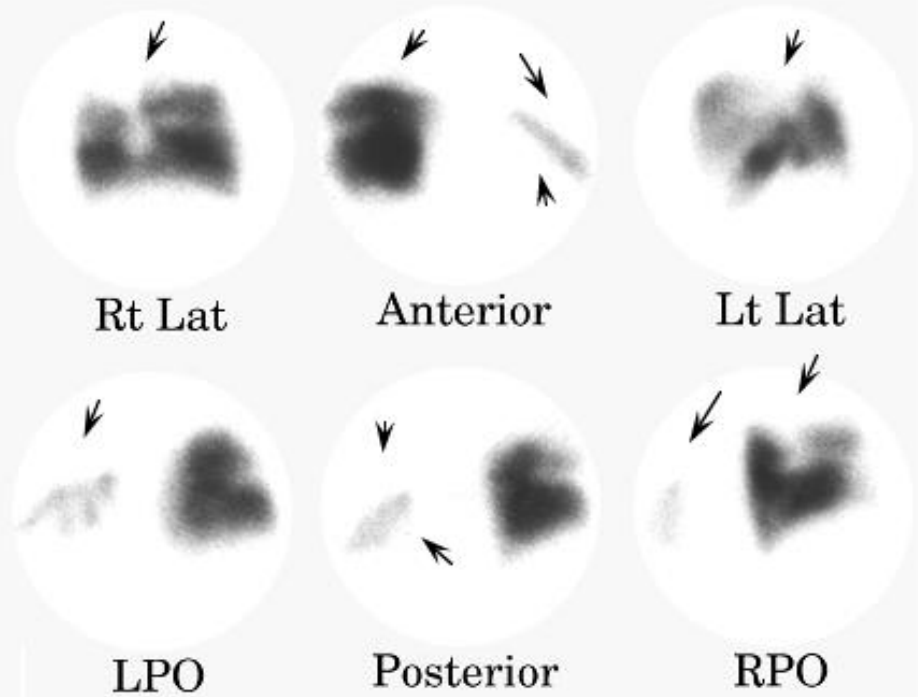 Rt Lat
Anterior
Lt Lat
LPO
Posterior
RPO